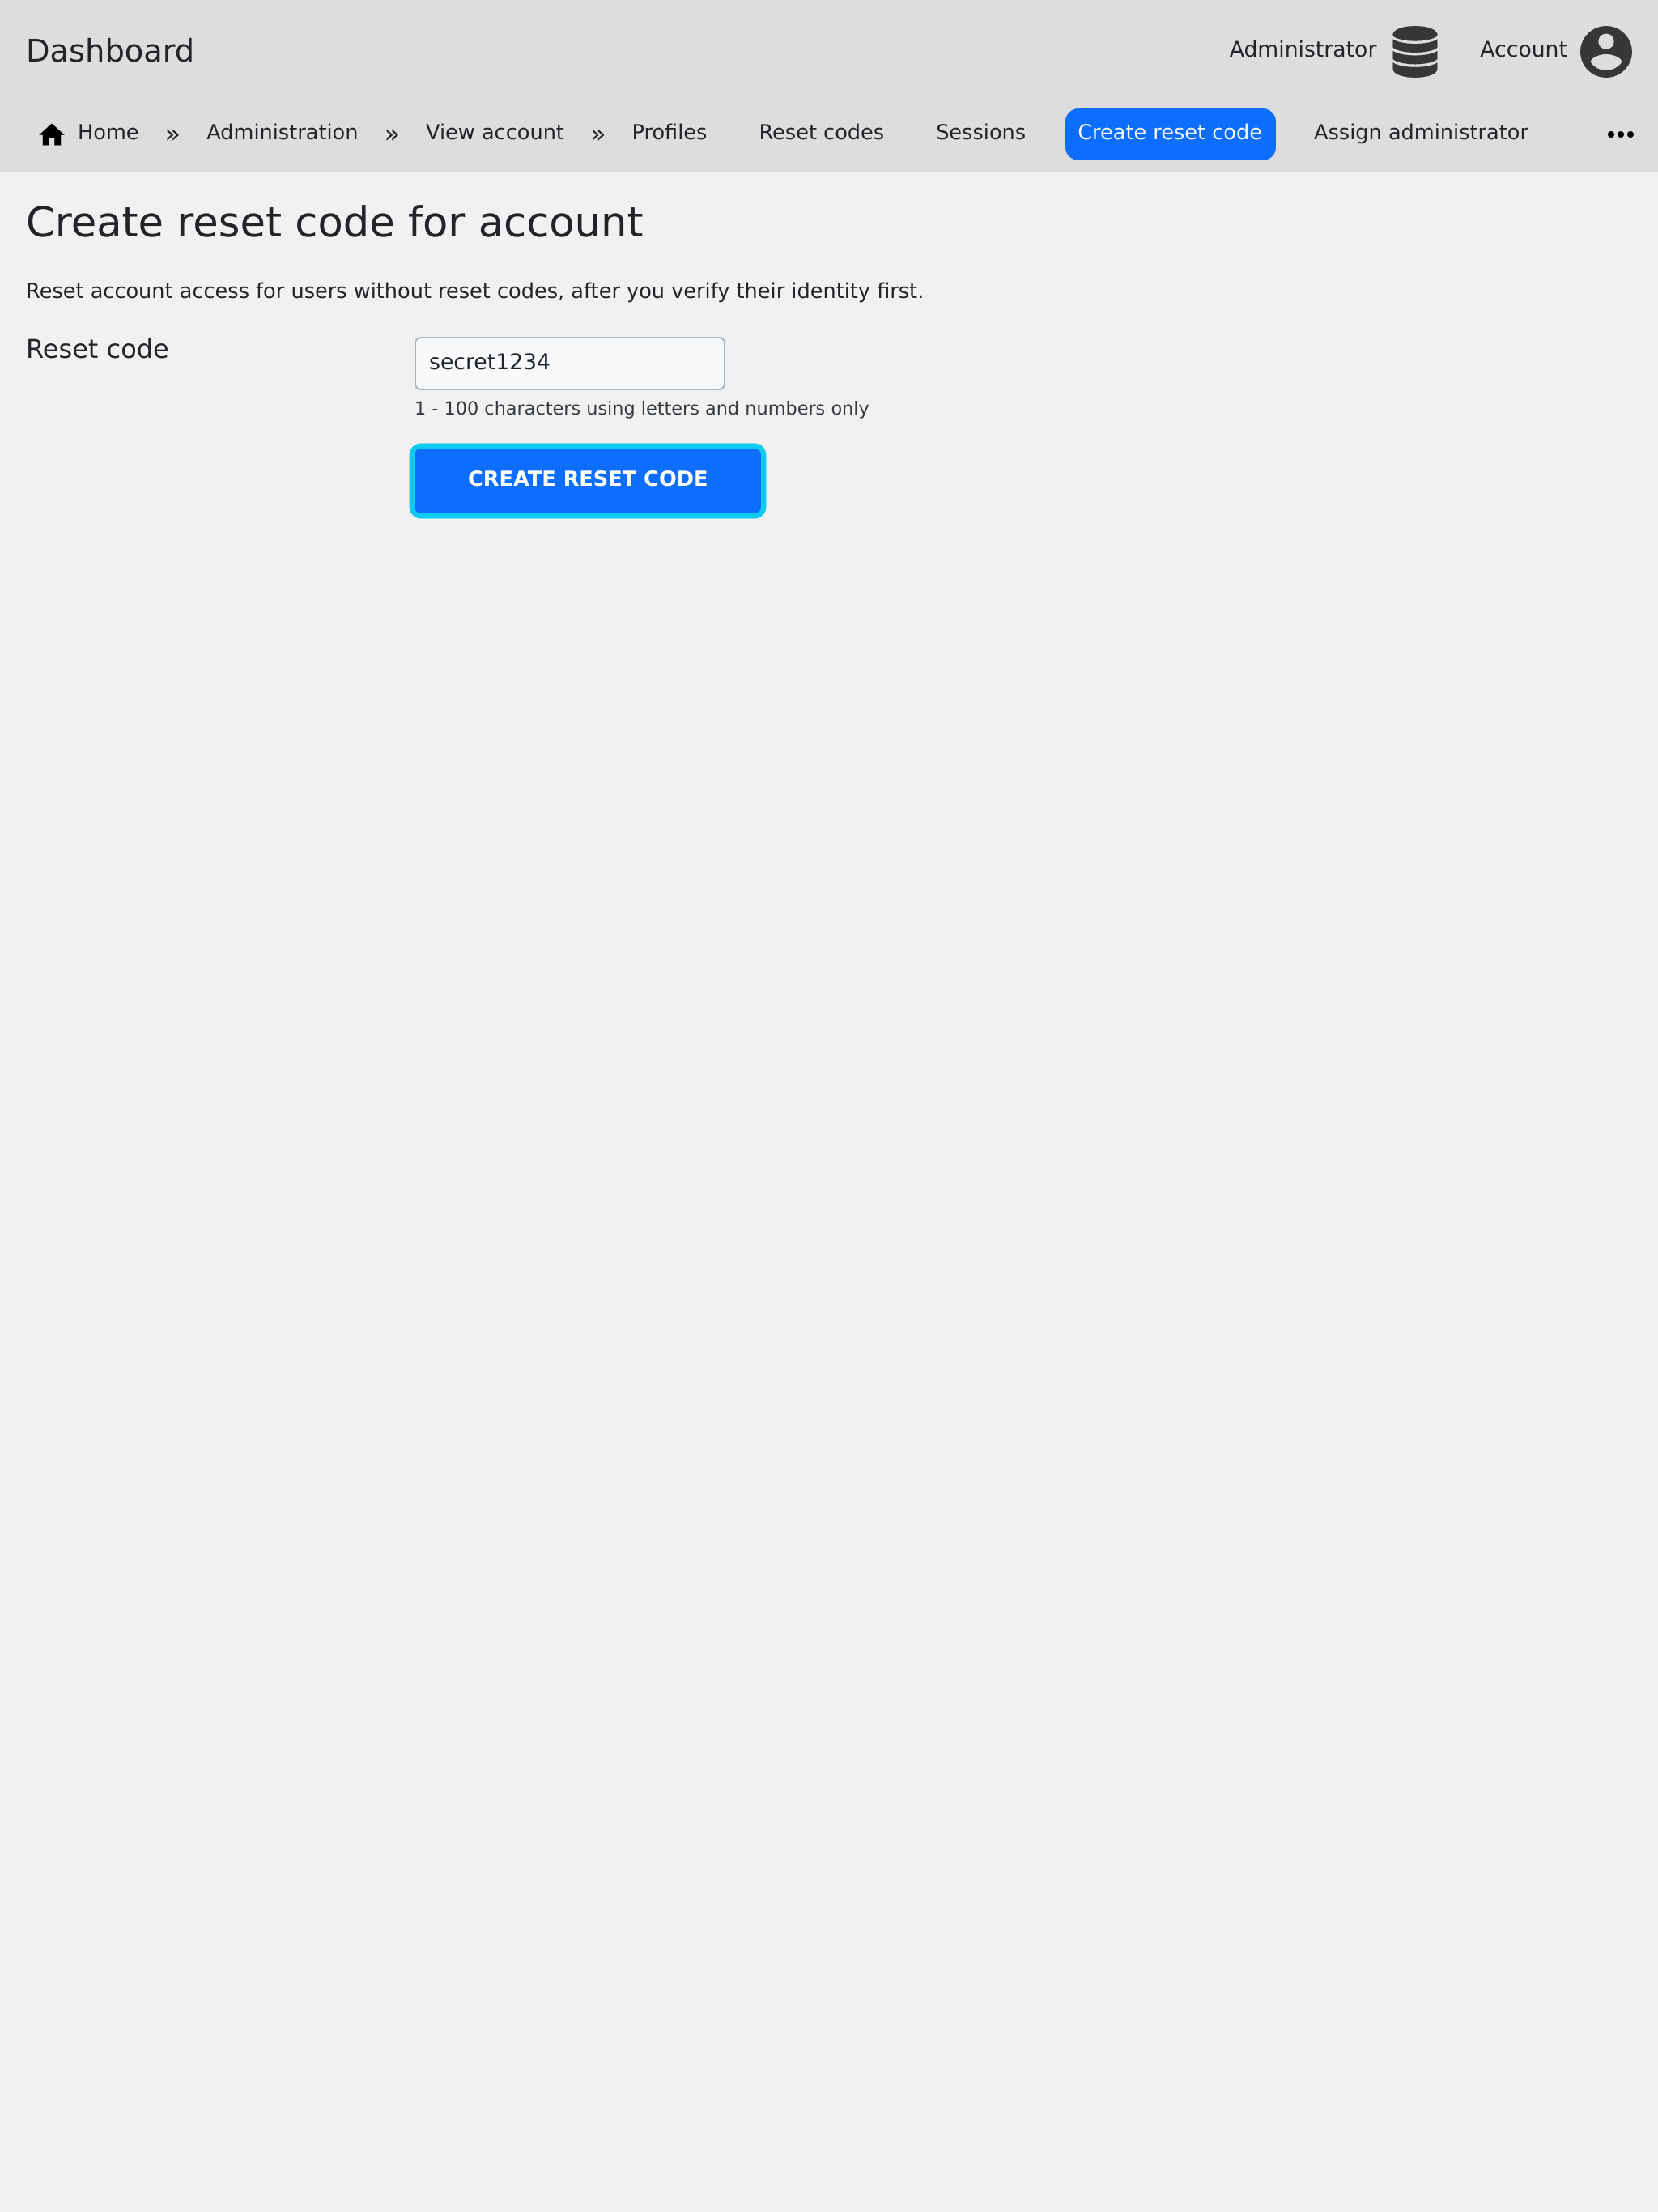 Dashboard
Administrator
Account
Home » Administration » View account » Profiles Reset codes Sessions Create reset code Assign administrator
Create reset code for account
Reset account access for users without reset codes, after you verify their identity first.
Reset code
secret1234
1 - 100 characters using letters and numbers only
CREATE RESET CODE